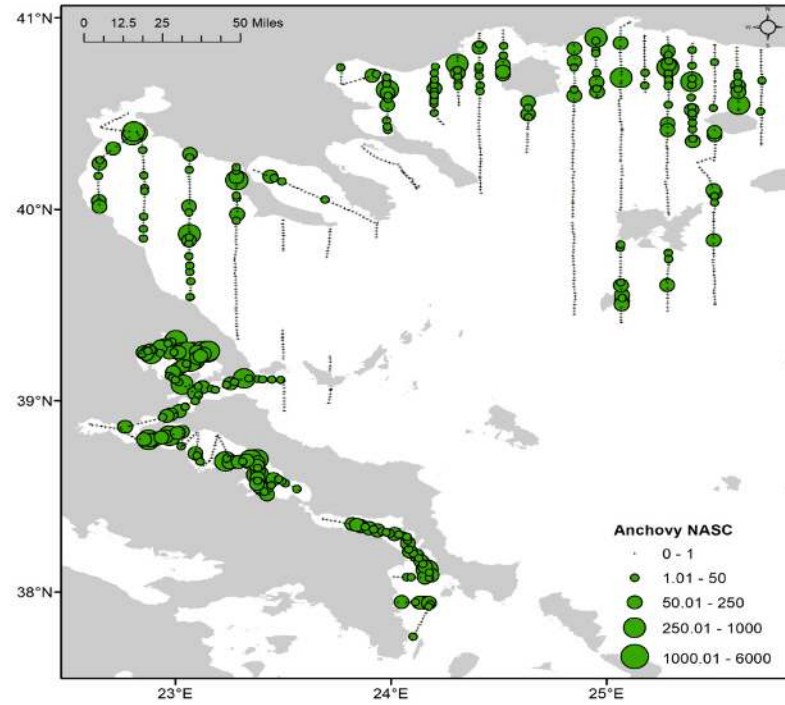 41°N
0 12.5 25 50 Miles
N
W E
S
40°N
39°N
38°N
Anchovy NASC
0 - 1
1.01 - 50
50.01 - 250
250.01 - 1000
1000.01 - 6000
23°E 24°E 25°E